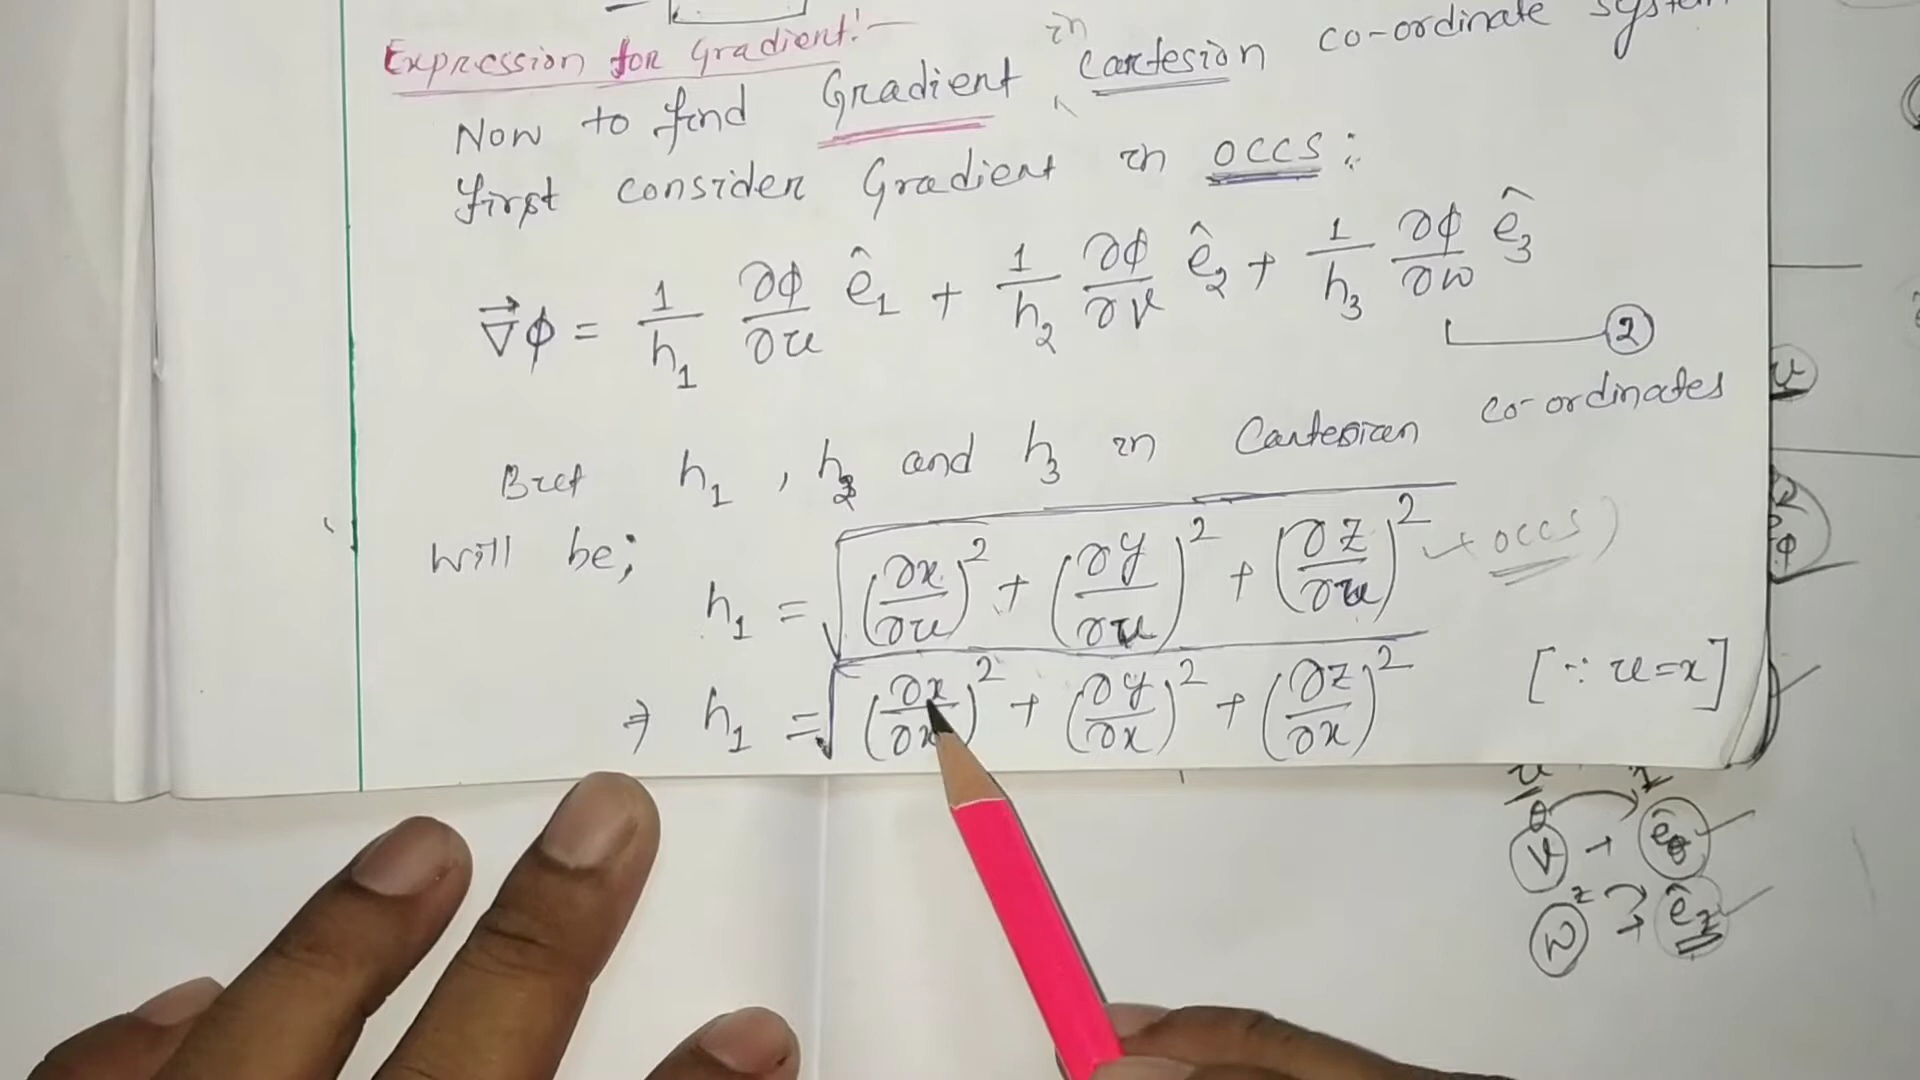 Expression for Gradient:-
Now to find Gradient in Cartesion co-ordinate system
first consider Gradient in OCCS :
∇⃗ϕ = 1/h₁ ∂ϕ/∂u ê₁ + 1/h₂ ∂ϕ/∂v ê₂ + 1/h₃ ∂ϕ/∂w ê₃
②
But h₁ , h₂ and h₃ in Cartesian co-ordinates
will be;
h₁ = √((∂x/∂u)² + (∂y/∂u)² + (∂z/∂u)²) OCCS)
⇒ h₁ = √((∂x/∂x)² + (∂y/∂x)² + (∂z/∂x)²) [∵ u=x]
v
ϕ
u
θ
v → ê
z
w → ê_z